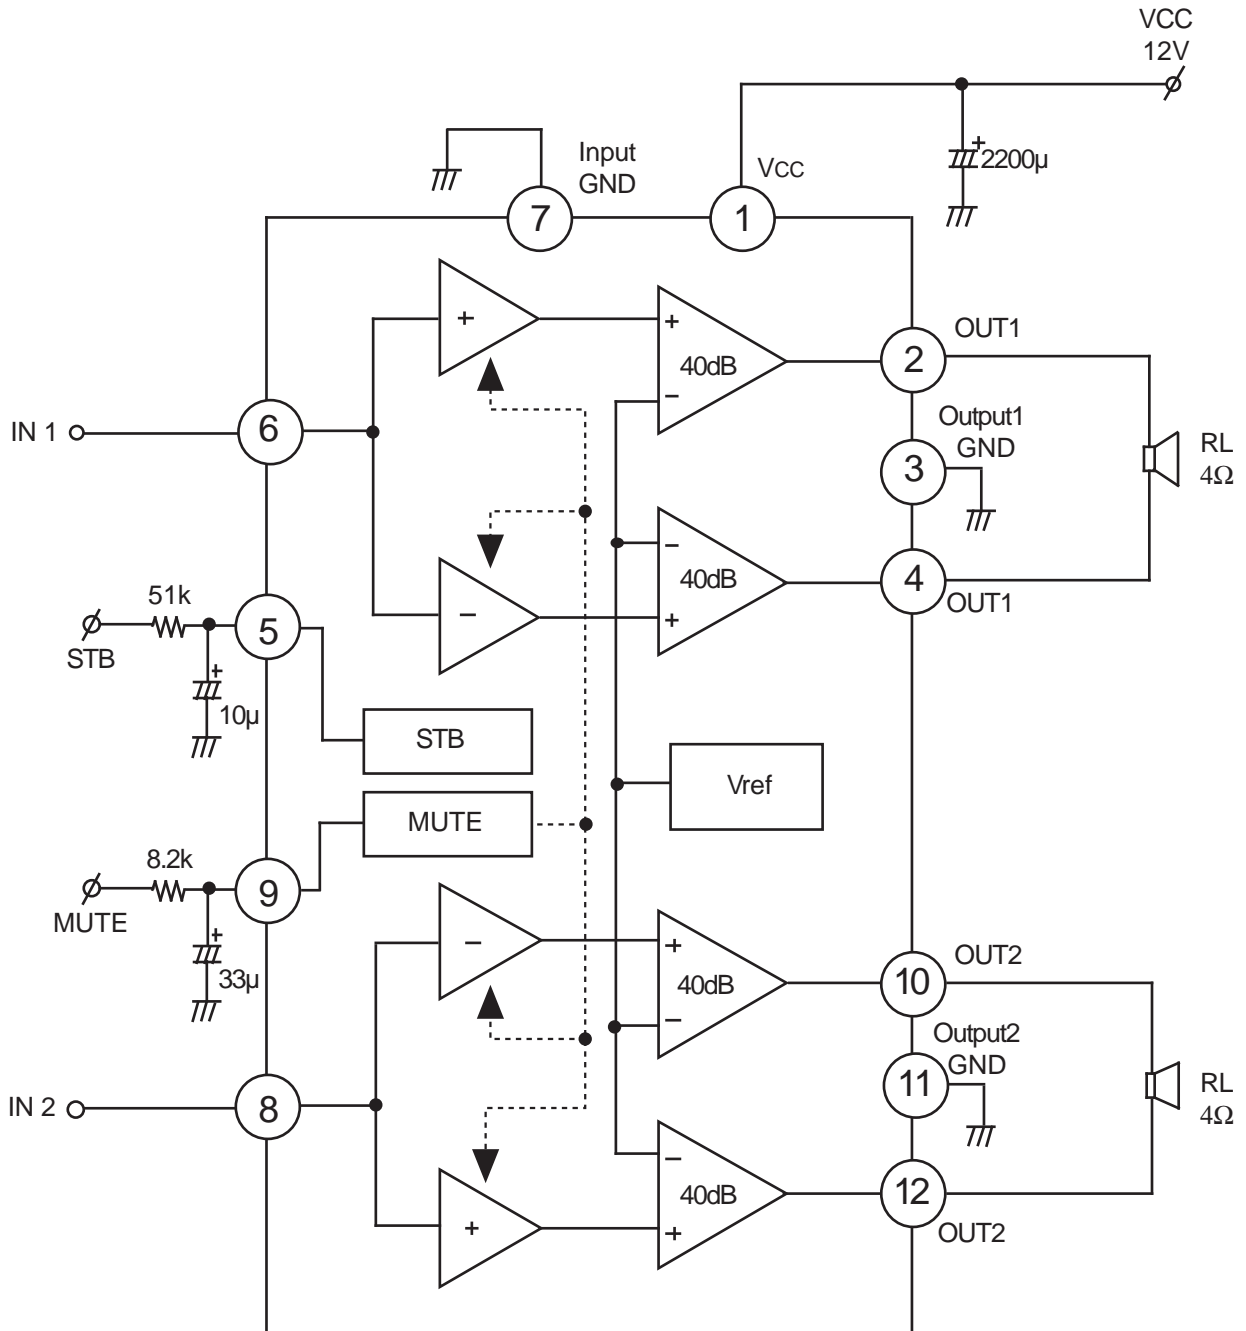 VCC
12V
+
2200µ
Input
GND
VCC
7
1
+
+
40dB
−
2
OUT1
IN 1
6
Output1
GND
3
RL
4Ω
−
40dB
+
−
4
OUT1
51k
5
STB
+
10µ
STB
Vref
MUTE
8.2k
9
MUTE
+
33µ
−
+
40dB
−
10
OUT2
Output2
GND
11
RL
4Ω
IN 2
8
−
40dB
+
+
12
OUT2